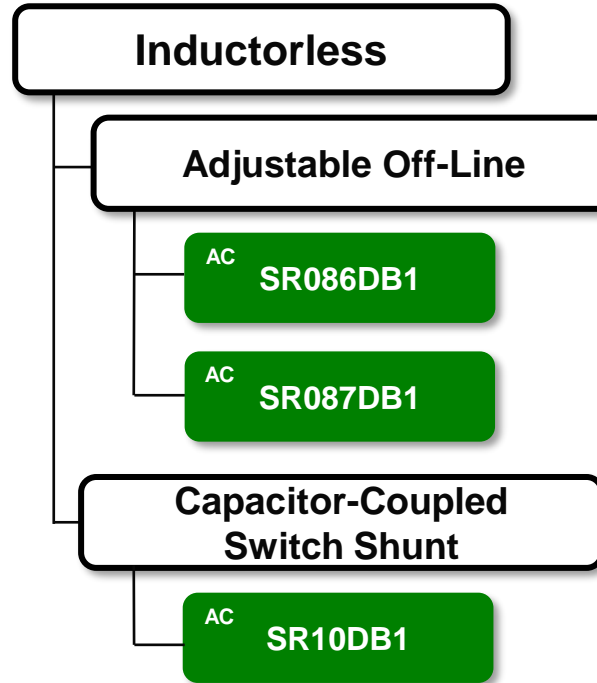 Inductorless
Adjustable Off-Line
AC
SR086DB1
AC
SR087DB1
Capacitor-Coupled
Switch Shunt
AC
SR10DB1